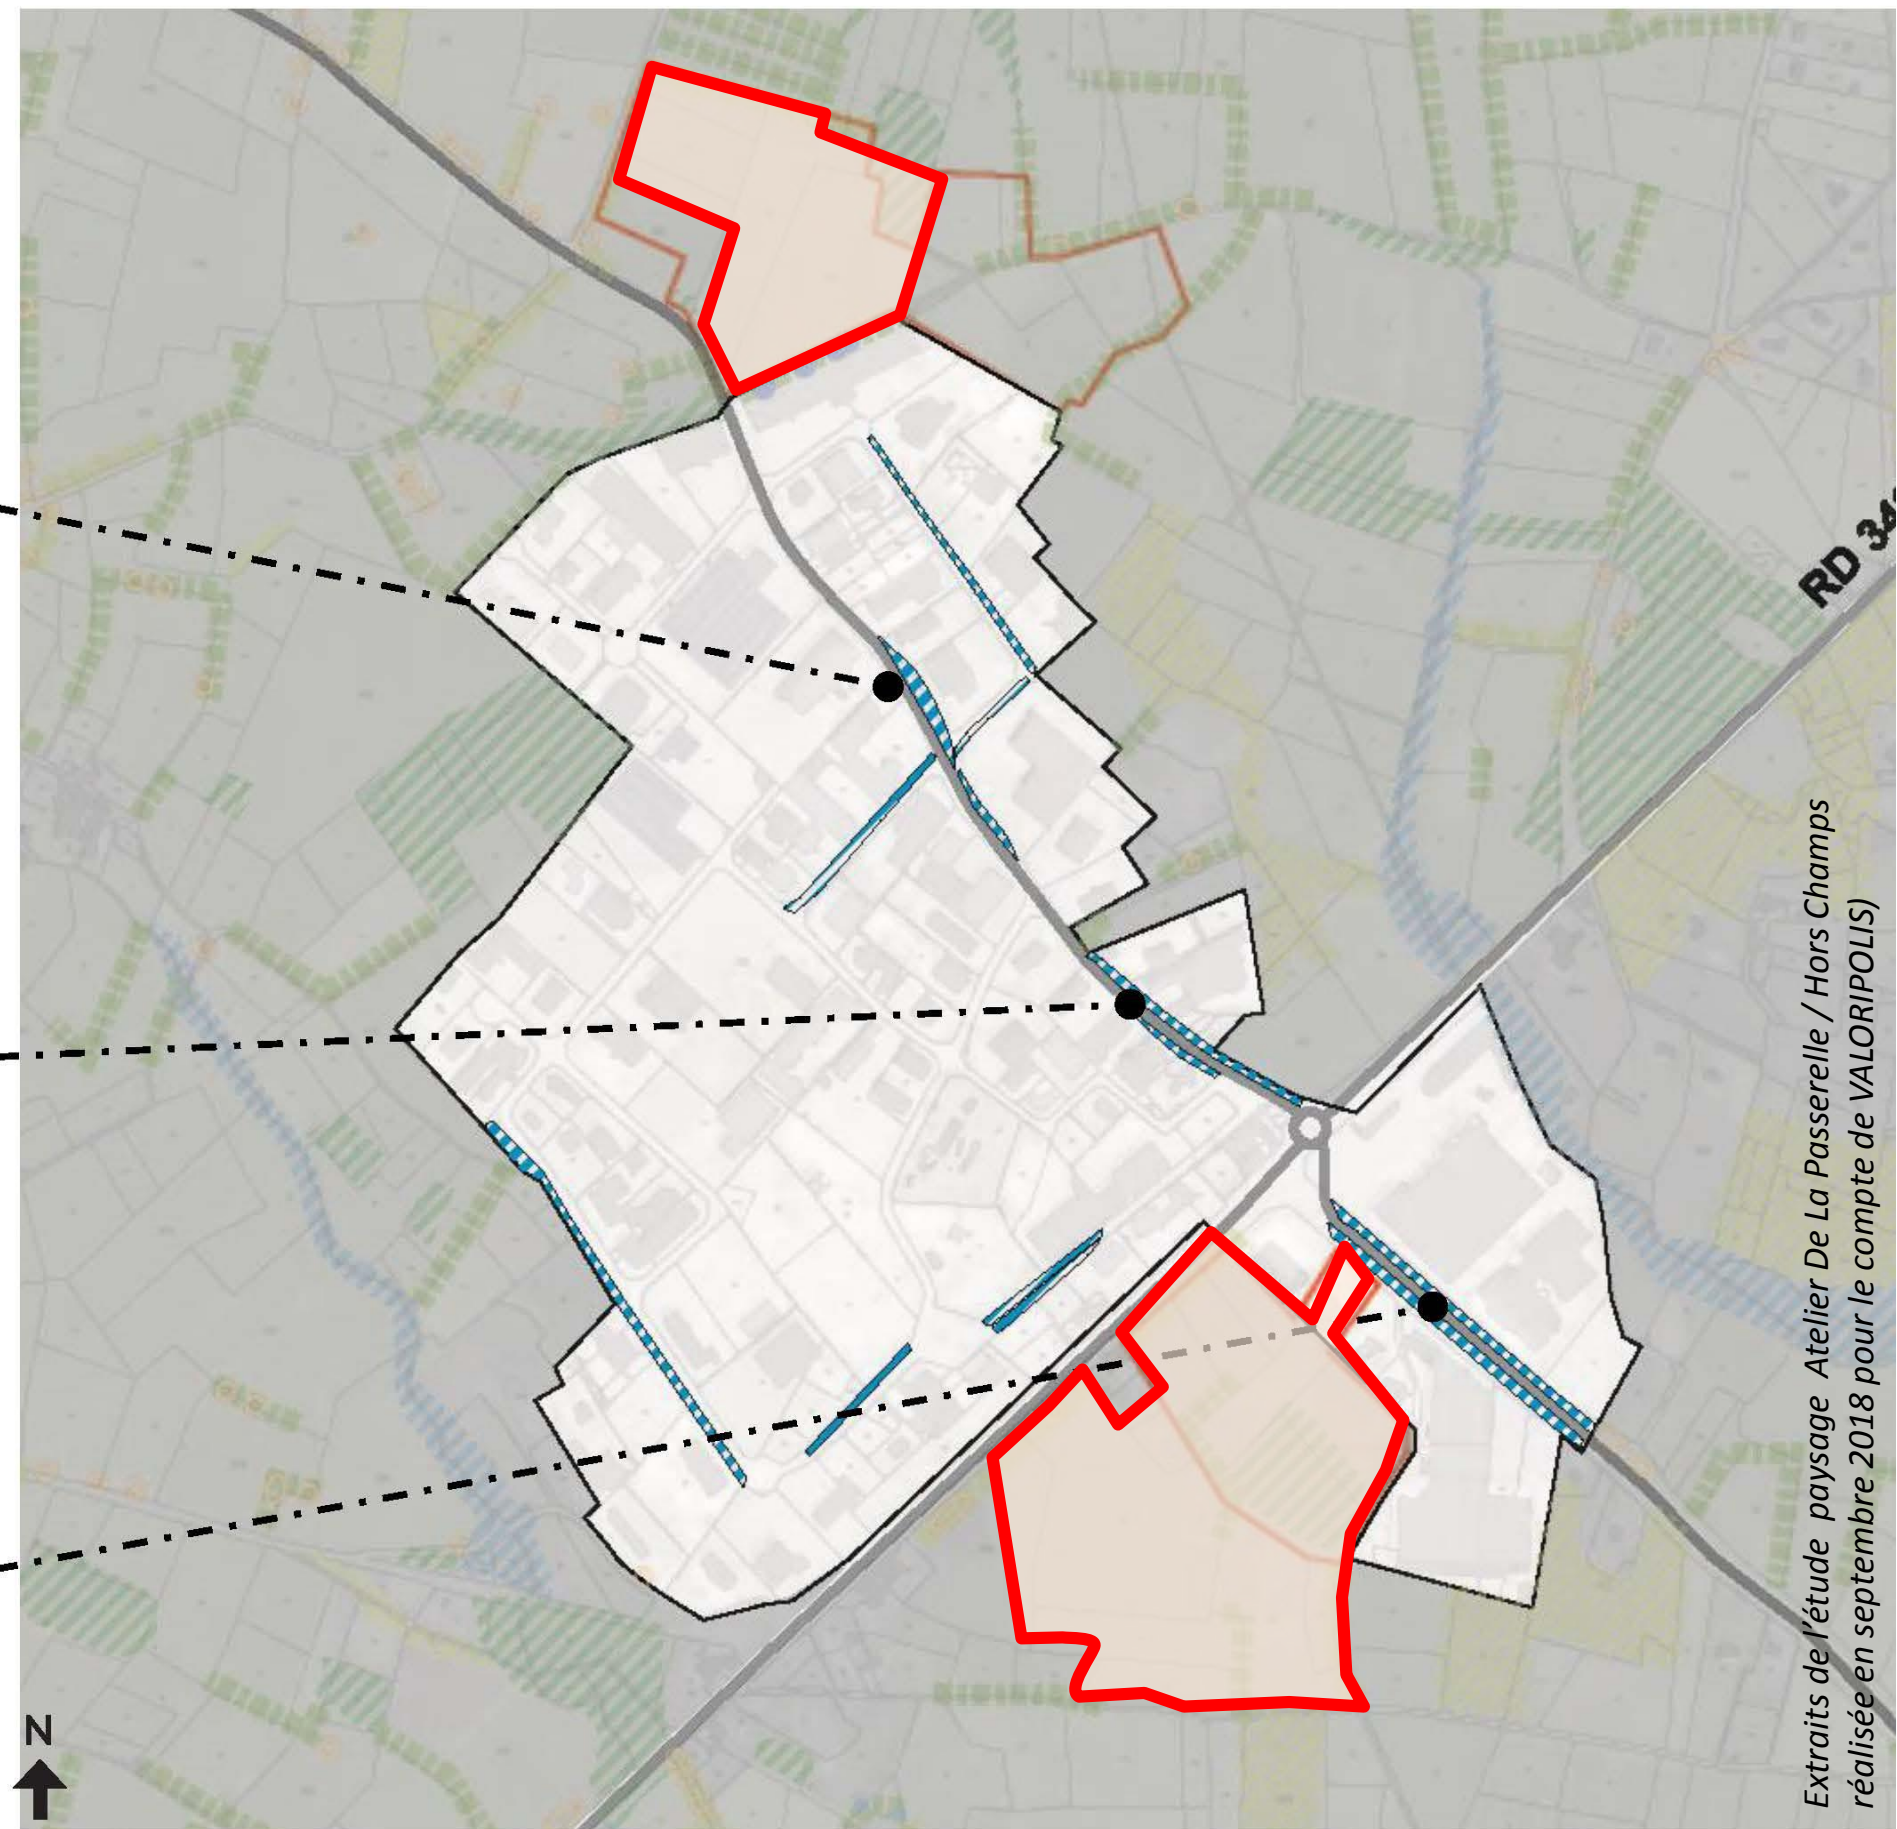 RD 34
N
Extraits de l'étude paysage Atelier De La Passerelle / Hors Champs
réalisée en septembre 2018 pour le compte de VALORIPOLIS)